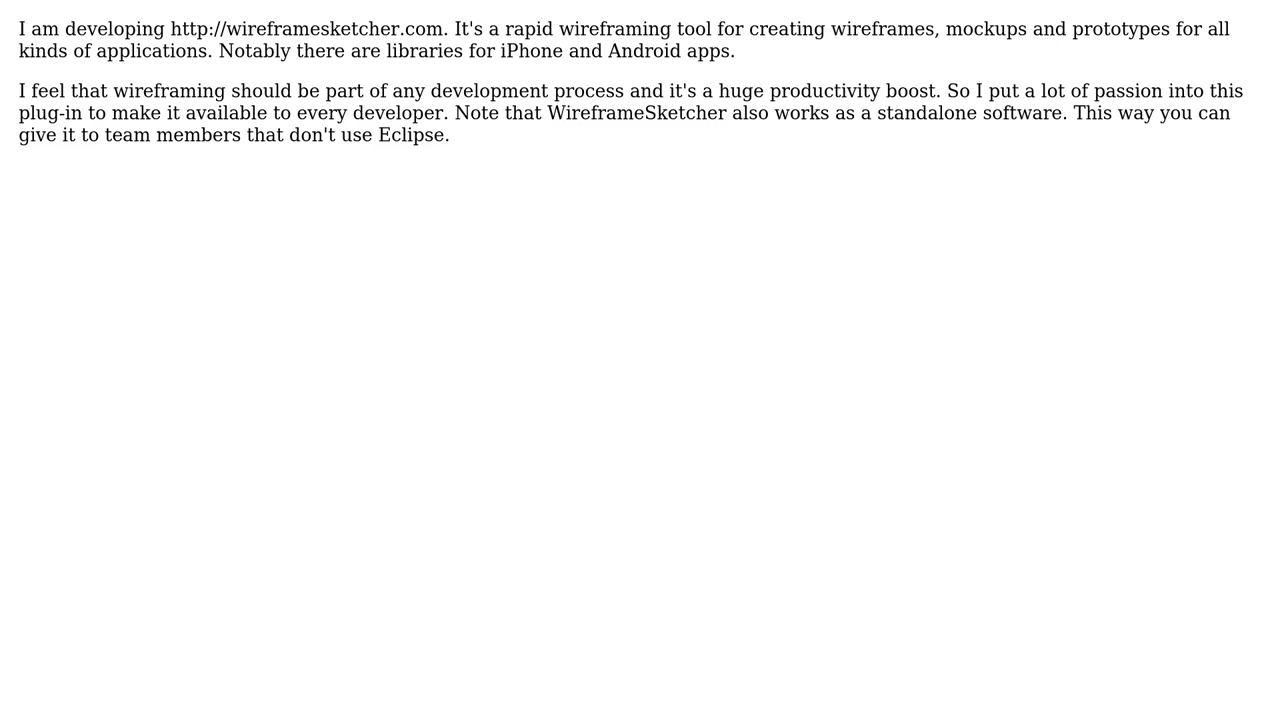 I am developing http://wireframesketcher.com. It's a rapid wireframing tool for creating wireframes, mockups and prototypes for all
kinds of applications. Notably there are libraries for iPhone and Android apps.
I feel that wireframing should be part of any development process and it's a huge productivity boost. So I put a lot of passion into this
plug-in to make it available to every developer. Note that WireframeSketcher also works as a standalone software. This way you can
give it to team members that don't use Eclipse.